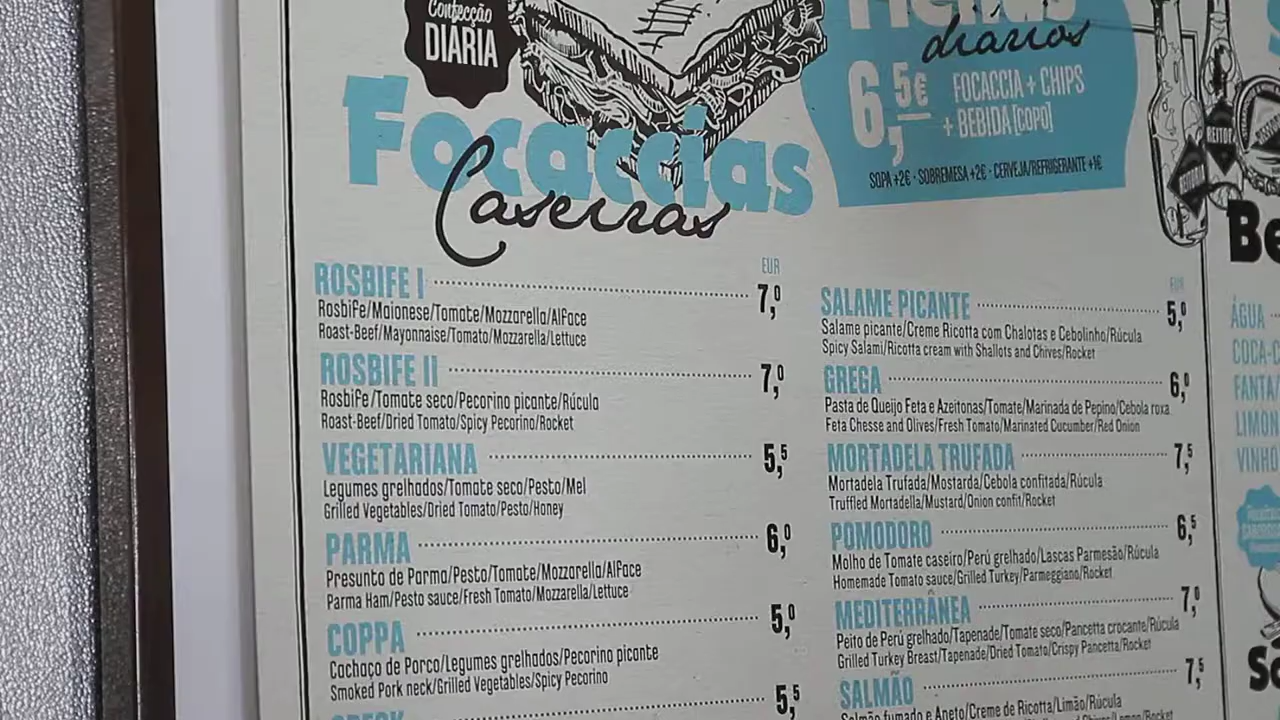 Confecção
DIÁRIA
Focaccias
Caseiras
diários
6,5€ FOCACCIA + CHIPS
+ BEBIDA [COPO]
SOPA +2€ · SOBREMESA +2€ · CERVEJA/REFRIGERANTE +1€
EUR
ROSBIFE I 7,0
Rosbife/Maionese/Tomate/Mozzarella/Alface
Roast-Beef/Mayonnaise/Tomato/Mozzarella/Lettuce
ROSBIFE II 7,0
Rosbife/Tomate seco/Pecorino picante/Rúcula
Roast-Beef/Dried Tomato/Spicy Pecorino/Rocket
VEGETARIANA 5,5
Legumes grelhados/Tomate seco/Pesto/Mel
Grilled Vegetables/Dried Tomato/Pesto/Honey
PARMA 6,0
Presunto de Parma/Pesto/Tomate/Mozzarella/Alface
Parma Ham/Pesto sauce/Fresh Tomato/Mozzarella/Lettuce
COPPA 5,0
Cachaço de Porco/Legumes grelhados/Pecorino picante
Smoked Pork neck/Grilled Vegetables/Spicy Pecorino
5,5
EUR
SALAME PICANTE 5,0
Salame picante/Creme Ricotta com Chalotas e Cebolinho/Rúcula
Spicy Salami/Ricotta cream with Shallots and Chives/Rocket
GREGA 6,0
Pasta de Queijo Feta e Azeitonas/Tomate/Marinada de Pepino/Cebola roxa
Feta Chesse and Olives/Fresh Tomato/Marinated Cucumber/Red Onion
MORTADELA TRUFADA 7,5
Mortadela Trufada/Mostarda/Cebola confitada/Rúcula
Truffled Mortadella/Mustard/Onion confit/Rocket
POMODORO 6,5
Molho de Tomate caseiro/Perú grelhado/Lascas Parmesão/Rúcula
Homemade Tomato sauce/Grilled Turkey/Parmeggiano/Rocket
MEDITERRÂNEA 7,0
Peito de Perú grelhado/Tapenade/Tomate seco/Pancetta crocante/Rúcula
Grilled Turkey Breast/Tapenade/Dried Tomato/Crispy Pancetta/Rocket
SALMÃO 7,5
Salmão fumado e Aneto/Creme de Ricotta/Limão/Rúcula
Be
ÁGUA
COCA-C
FANTA
LIMON
VINHO